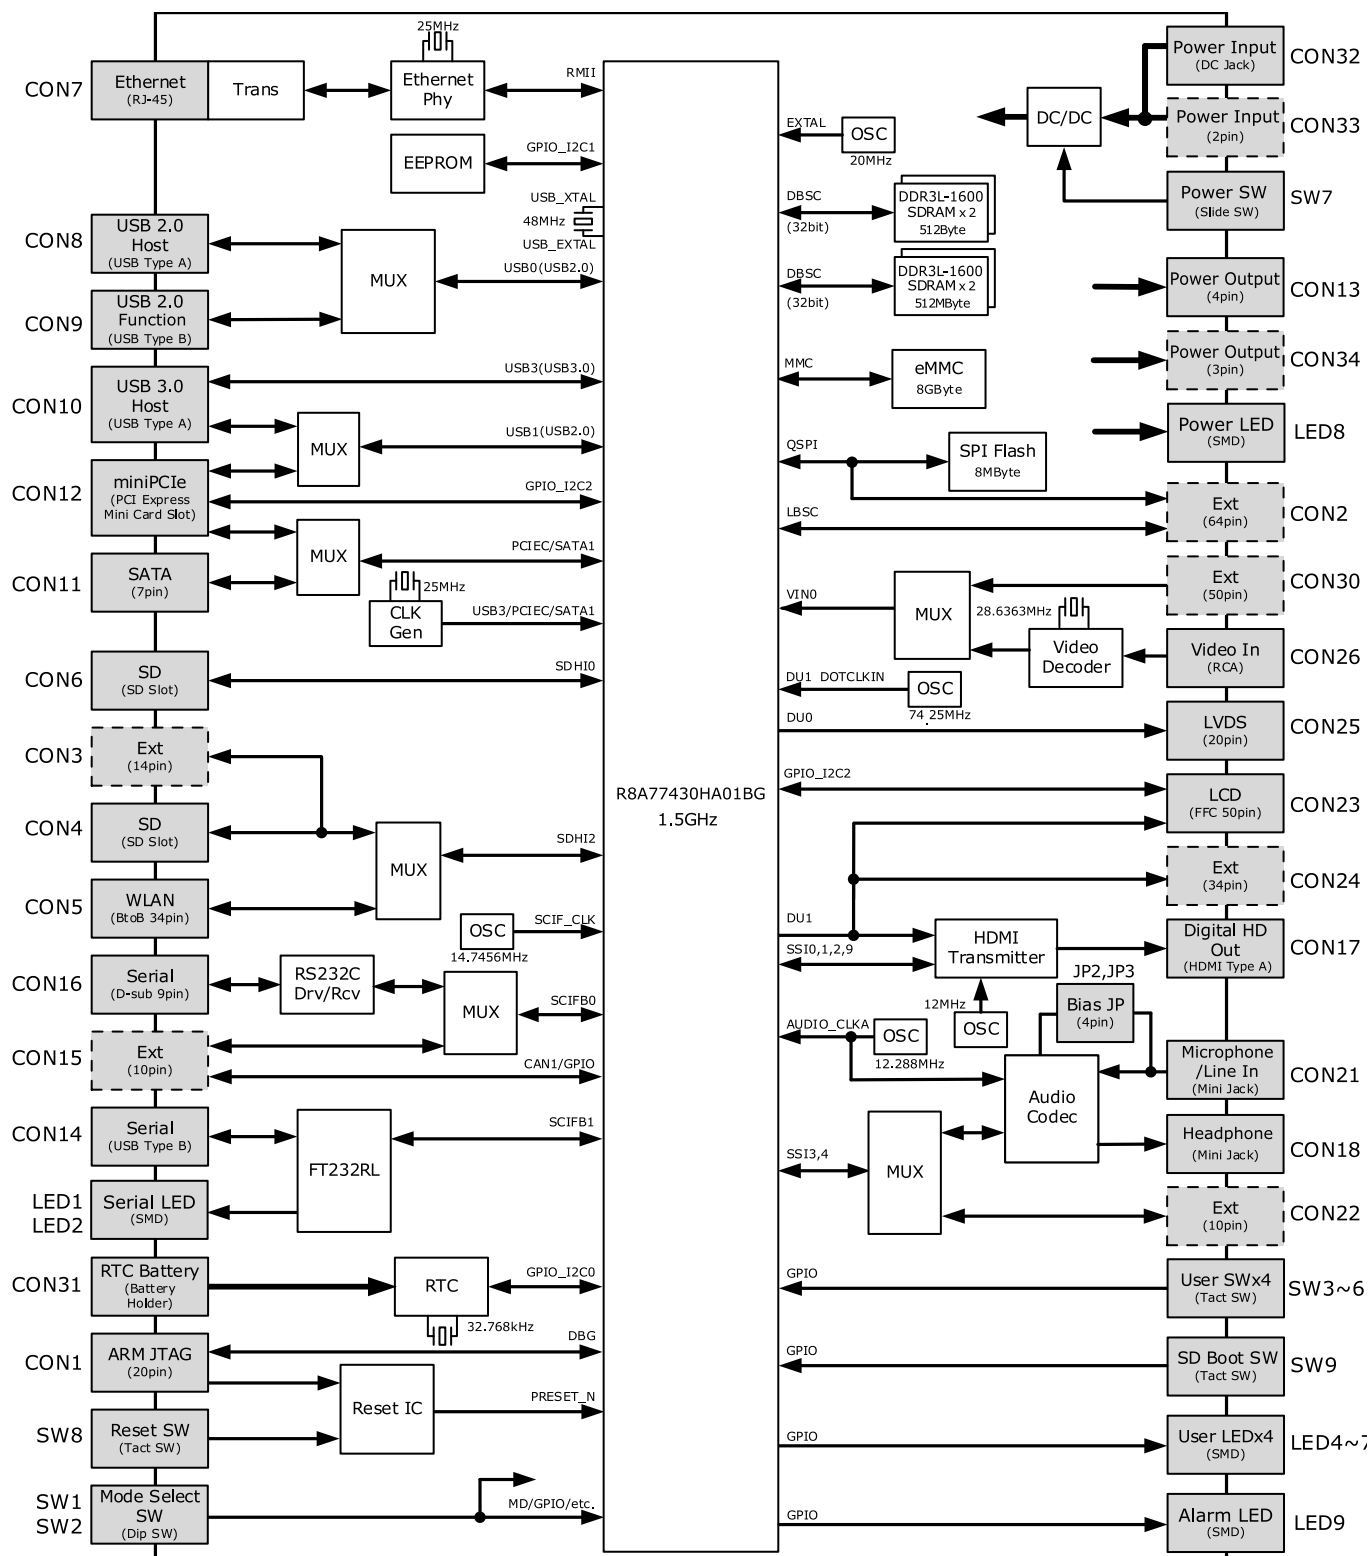 CON7
Ethernet
(RJ-45)
Trans
25MHz
Ethernet
Phy
RMII
EEPROM
GPIO_I2C1
USB_XTAL
48MHz
USB_EXTAL
CON8
USB 2.0
Host
(USB Type A)
MUX
USB0(USB2.0)
CON9
USB 2.0
Function
(USB Type B)
CON10
USB 3.0
Host
(USB Type A)
USB3(USB3.0)
MUX
USB1(USB2.0)
CON12
miniPCIe
(PCI Express
Mini Card Slot)
GPIO_I2C2
MUX
PCIEC/SATA1
CON11
SATA
(7pin)
25MHz
CLK
Gen
USB3/PCIEC/SATA1
CON6
SD
(SD Slot)
SDHI0
CON3
Ext
(14pin)
CON4
SD
(SD Slot)
MUX
SDHI2
CON5
WLAN
(BtoB 34pin)
OSC
14.7456MHz
SCIF_CLK
CON16
Serial
(D-sub 9pin)
RS232C
Drv/Rcv
MUX
SCIFB0
CON15
Ext
(10pin)
CAN1/GPIO
CON14
Serial
(USB Type B)
FT232RL
SCIFB1
LED1
LED2
Serial LED
(SMD)
CON31
RTC Battery
(Battery
Holder)
RTC
GPIO_I2C0
32.768kHz
CON1
ARM JTAG
(20pin)
DBG
Reset IC
PRESET_N
SW8
Reset SW
(Tact SW)
SW1
SW2
Mode Select
SW
(Dip SW)
MD/GPIO/etc.
R8A77430HA01BG
1.5GHz
Power Input
(DC Jack)
CON32
DC/DC
Power Input
(2pin)
CON33
EXTAL
OSC
20MHz
Power SW
(Slide SW)
SW7
DBSC
(32bit)
DDR3L-1600
SDRAM x 2
512Byte
DBSC
(32bit)
DDR3L-1600
SDRAM x 2
512MByte
Power Output
(4pin)
CON13
Power Output
(3pin)
CON34
MMC
eMMC
8GByte
Power LED
(SMD)
LED8
QSPI
SPI Flash
8MByte
LBSC
Ext
(64pin)
CON2
Ext
(50pin)
CON30
VIN0
MUX
28.6363MHz
Video
Decoder
Video In
(RCA)
CON26
DU1_DOTCLKIN
OSC
74.25MHz
DU0
LVDS
(20pin)
CON25
GPIO_I2C2
LCD
(FFC 50pin)
CON23
Ext
(34pin)
CON24
DU1
SSI0,1,2,9
HDMI
Transmitter
Digital HD
Out
(HDMI Type A)
CON17
12MHz
OSC
JP2,JP3
Bias JP
(4pin)
AUDIO_CLKA
OSC
12.288MHz
Audio
Codec
Microphone
/Line In
(Mini Jack)
CON21
Headphone
(Mini Jack)
CON18
SSI3,4
MUX
Ext
(10pin)
CON22
GPIO
User SWx4
(Tact SW)
SW3~6
GPIO
SD Boot SW
(Tact SW)
SW9
GPIO
User LEDx4
(SMD)
LED4~7
GPIO
Alarm LED
(SMD)
LED9